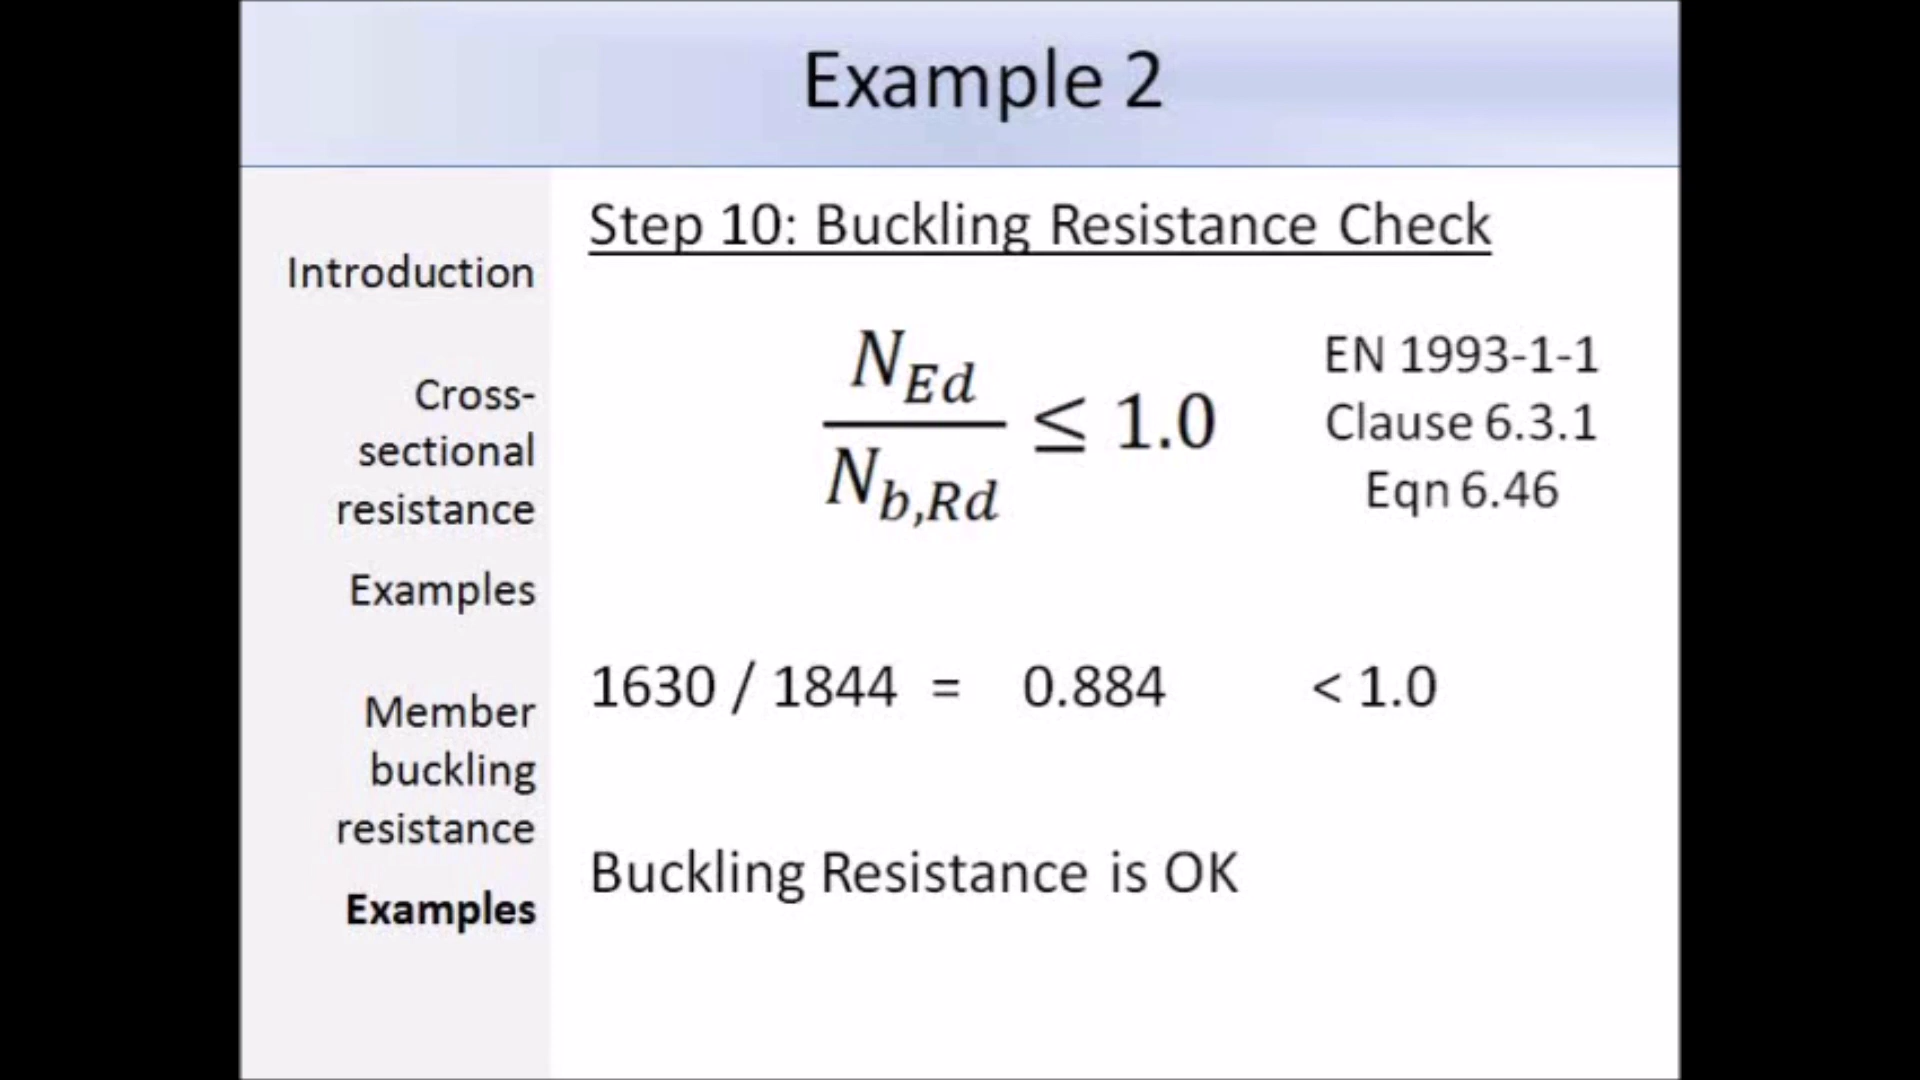 Example 2
Introduction
Cross-
sectional
resistance
Examples
Member
buckling
resistance
Examples
Step 10: Buckling Resistance Check
N_Ed / N_b,Rd ≤ 1.0
EN 1993-1-1
Clause 6.3.1
Eqn 6.46
1630 / 1844 = 0.884 < 1.0
Buckling Resistance is OK